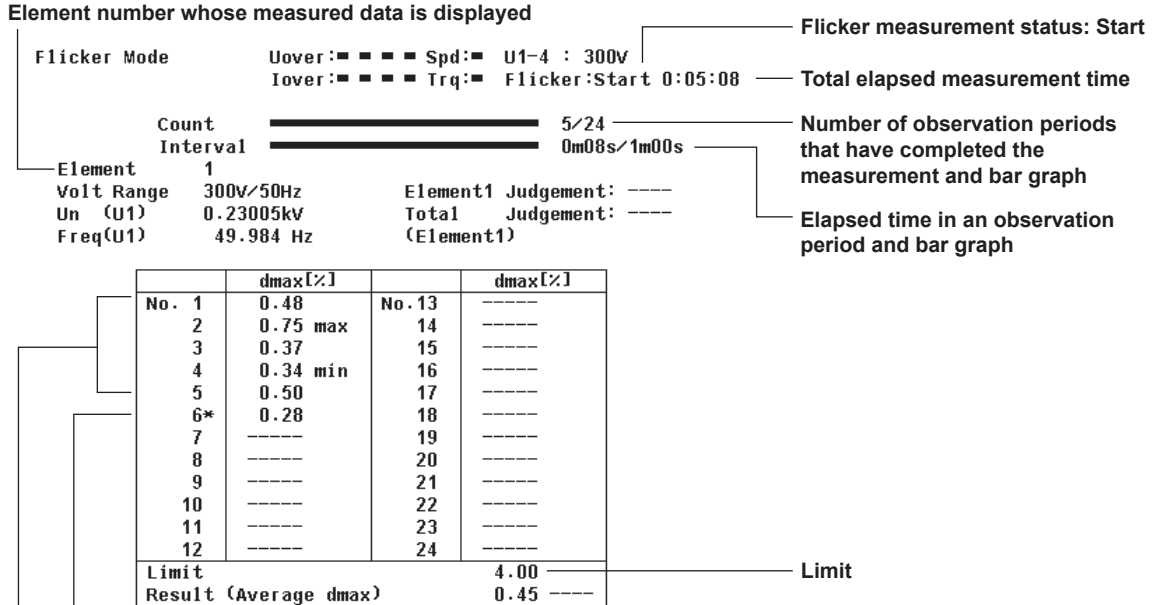 Element number whose measured data is displayed
Flicker measurement status: Start
Flicker Mode Uover:■ ■ ■ ■ Spd:■ U1-4 : 300V
Iover:■ ■ ■ ■ Trq:■ Flicker:Start 0:05:08
Total elapsed measurement time
Count 5/24
Number of observation periods that have completed the measurement and bar graph
Interval 0m08s/1m00s
Elapsed time in an observation period and bar graph
Element 1
Volt Range 300V/50Hz Element1 Judgement: ----
Un (U1) 0.23005kV Total Judgement: ----
Freq(U1) 49.984 Hz (Element1)
dmax[%] dmax[%]
No. 1 0.48 No.13 -----
2 0.75 max 14 -----
3 0.37 15 -----
4 0.34 min 16 -----
5 0.50 17 -----
6* 0.28 18 -----
7 ----- 19 -----
8 ----- 20 -----
9 ----- 21 -----
10 ----- 22 -----
11 ----- 23 -----
12 ----- 24 -----
Limit 4.00
Limit
Result (Average dmax) 0.45 ----